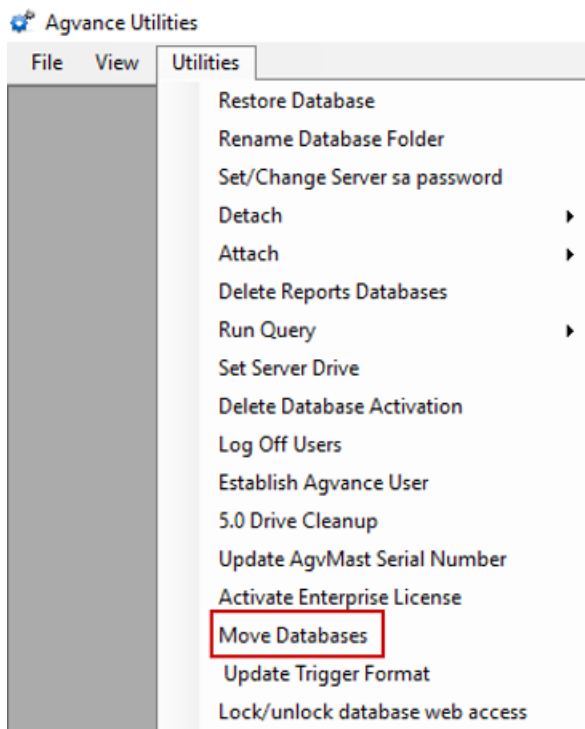 Agvance Utilities
File View Utilities
Restore Database
Rename Database Folder
Set/Change Server sa password
Detach
Attach
Delete Reports Databases
Run Query
Set Server Drive
Delete Database Activation
Log Off Users
Establish Agvance User
5.0 Drive Cleanup
Update AgvMast Serial Number
Activate Enterprise License
Move Databases
Update Trigger Format
Lock/unlock database web access